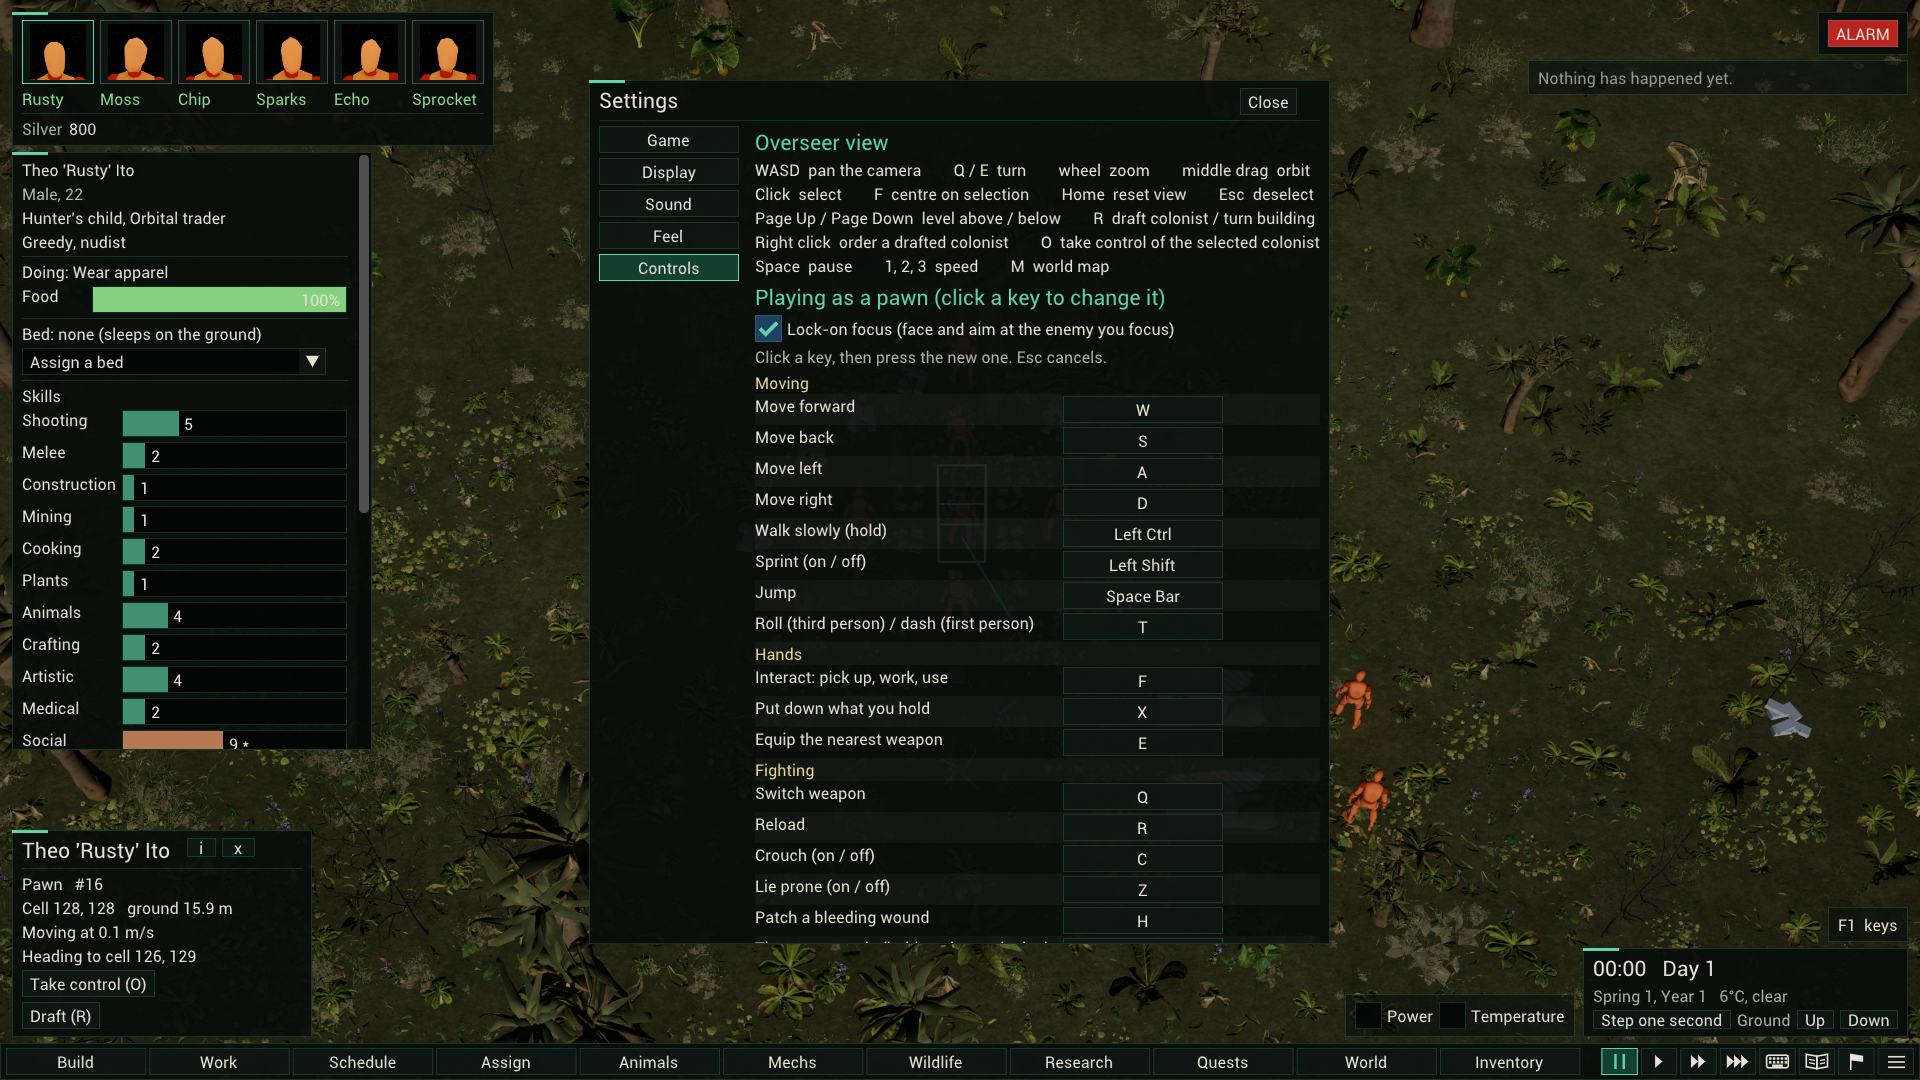 Rusty Moss Chip Sparks Echo Sprocket
Silver 800
Theo 'Rusty' Ito
Male, 22
Hunter's child, Orbital trader
Greedy, nudist
Doing: Wear apparel
Food 100%
Bed: none (sleeps on the ground)
Assign a bed
Skills
Shooting 5
Melee 2
Construction 1
Mining 1
Cooking 2
Plants 1
Animals 4
Crafting 2
Artistic 4
Medical 2
Social 9 *
Theo 'Rusty' Ito i x
Pawn #16
Cell 128, 128 ground 15.9 m
Moving at 0.1 m/s
Heading to cell 126, 129
Take control (O)
Draft (R)
Settings Close
Game
Display
Sound
Feel
Controls
Overseer view
WASD pan the camera Q / E turn wheel zoom middle drag orbit
Click select F centre on selection Home reset view Esc deselect
Page Up / Page Down level above / below R draft colonist / turn building
Right click order a drafted colonist O take control of the selected colonist
Space pause 1, 2, 3 speed M world map
Playing as a pawn (click a key to change it)
Lock-on focus (face and aim at the enemy you focus)
Click a key, then press the new one. Esc cancels.
Moving
Move forward W
Move back S
Move left A
Move right D
Walk slowly (hold) Left Ctrl
Sprint (on / off) Left Shift
Jump Space Bar
Roll (third person) / dash (first person) T
Hands
Interact: pick up, work, use F
Put down what you hold X
Equip the nearest weapon E
Fighting
Switch weapon Q
Reload R
Crouch (on / off) C
Lie prone (on / off) Z
Patch a bleeding wound H
ALARM
Nothing has happened yet.
F1 keys
00:00 Day 1
Spring 1, Year 1 6°C, clear
Step one second Ground Up Down
Power Temperature
Build Work Schedule Assign Animals Mechs Wildlife Research Quests World Inventory